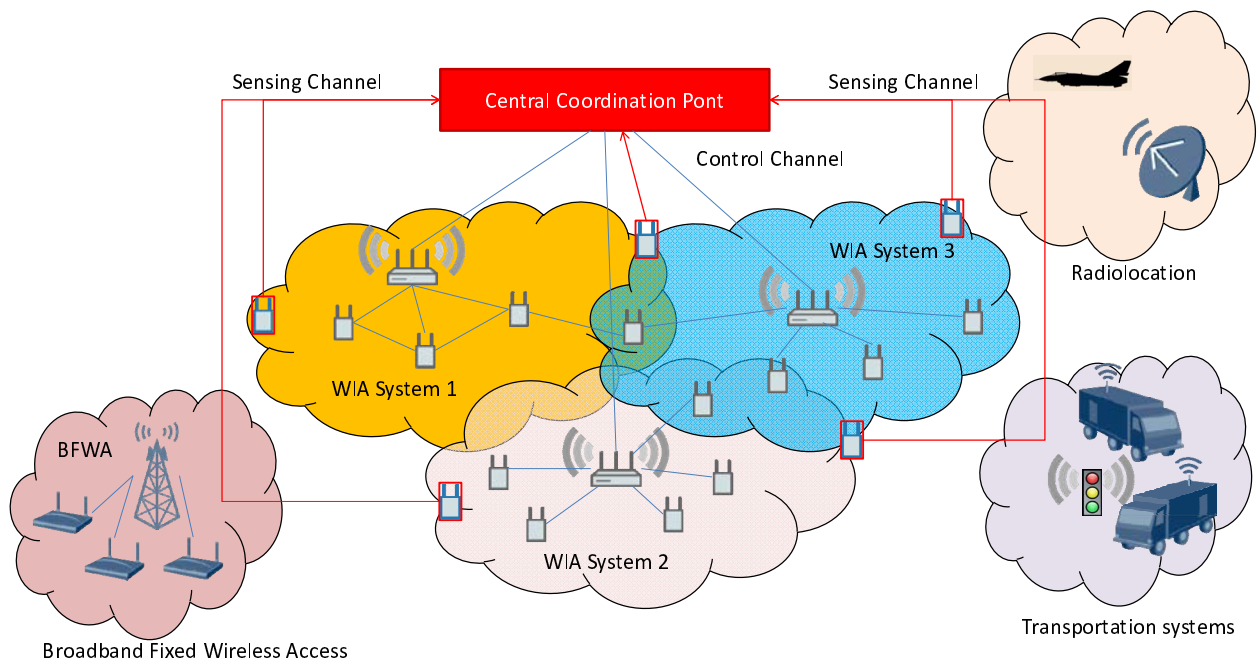 Sensing Channel
Central Coordination Pont
Sensing Channel
Control Channel
WIA System 3
Radiolocation
WIA System 1
BFWA
WIA System 2
Transportation systems
Broadband Fixed Wireless Access